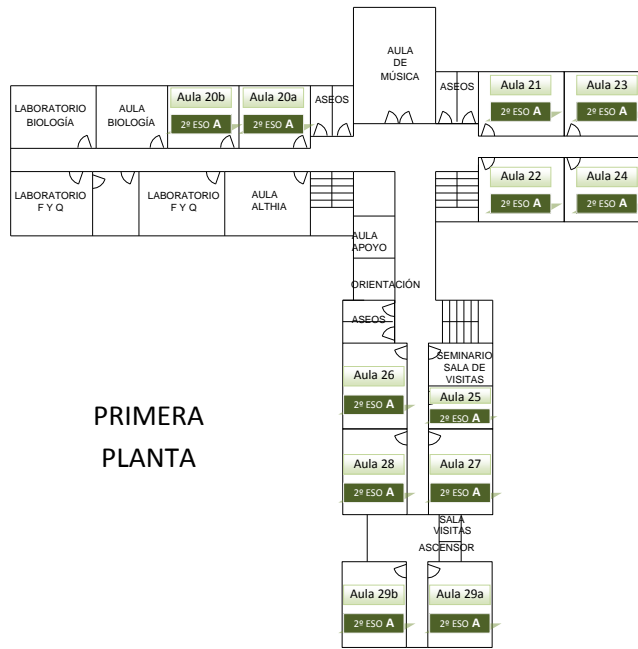 AULA
DE
MÚSICA
LABORATORIO
BIOLOGÍA
AULA
BIOLOGÍA
Aula 20b
2º ESO A
Aula 20a
2º ESO A
ASEOS
ASEOS
Aula 21
2º ESO A
Aula 23
2º ESO A
LABORATORIO
F Y Q
LABORATORIO
F Y Q
AULA
ALTHIA
Aula 22
2º ESO A
Aula 24
2º ESO A
AULA
APOYO
ORIENTACIÓN
ASEOS
SEMINARIO
SALA DE
VISITAS
Aula 26
2º ESO A
Aula 25
2º ESO A
PRIMERA
PLANTA
Aula 28
2º ESO A
Aula 27
2º ESO A
SALA
VISITAS
ASCENSOR
Aula 29b
2º ESO A
Aula 29a
2º ESO A